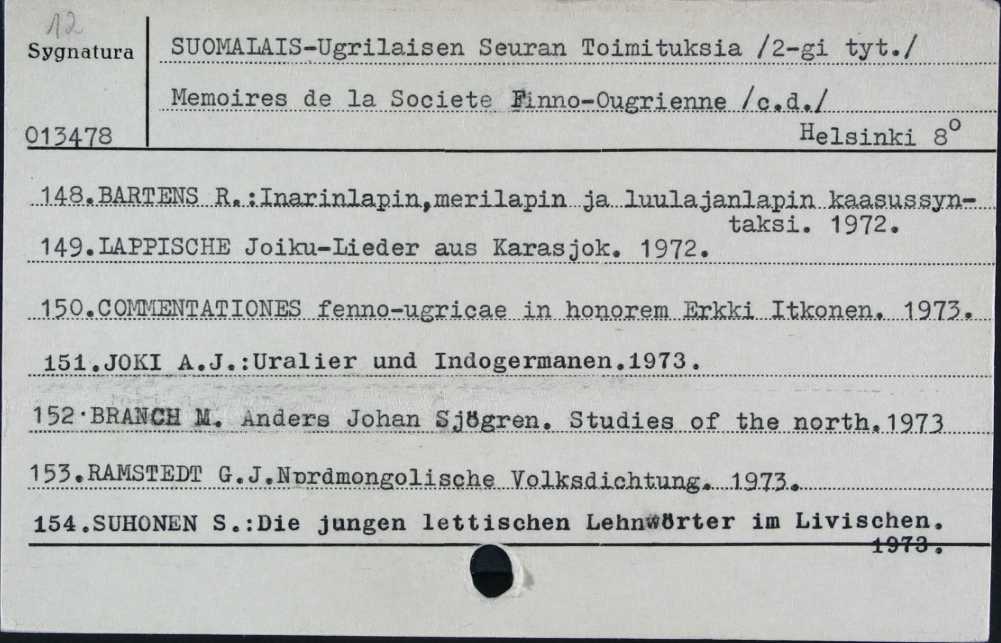 12
Sygnatura
SUOMALAIS-Ugrilaisen Seuran Toimituksia /2-gi tyt./
Memoires de la Societe Finno-Ougrienne /c.d./
013478
Helsinki 8°
148.BARTENS R.:Inarinlapin,merilapin ja luulajanlapin kaasussyn-
taksi. 1972.
149.LAPPISCHE Joiku-Lieder aus Karasjok. 1972.
150.COMMENTATIONES fenno-ugricae in honorem Erkki Itkonen. 1973.
151.JOKI A.J.:Uralier und Indogermanen.1973.
152.BRANCH M. Anders Johan Sjögren. Studies of the north.1973
153.RAMSTEDT G.J.Nordmongolische Volksdichtung. 1973.
154.SUHONEN S.:Die jungen lettischen Lehnwörter im Livischen.
1973.